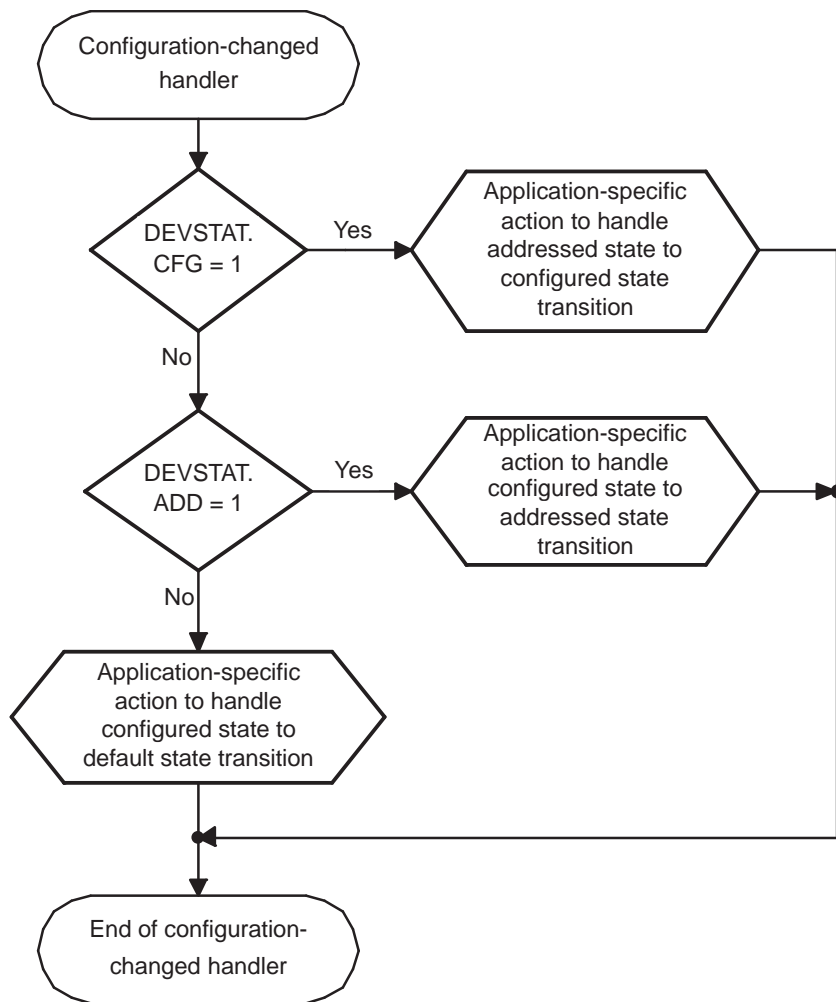 Configuration-changed
handler
DEVSTAT.
CFG = 1
Yes
Application-specific
action to handle
addressed state to
configured state
transition
No
DEVSTAT.
ADD = 1
Yes
Application-specific
action to handle
configured state to
addressed state
transition
No
Application-specific
action to handle
configured state to
default state transition
End of configuration-
changed handler